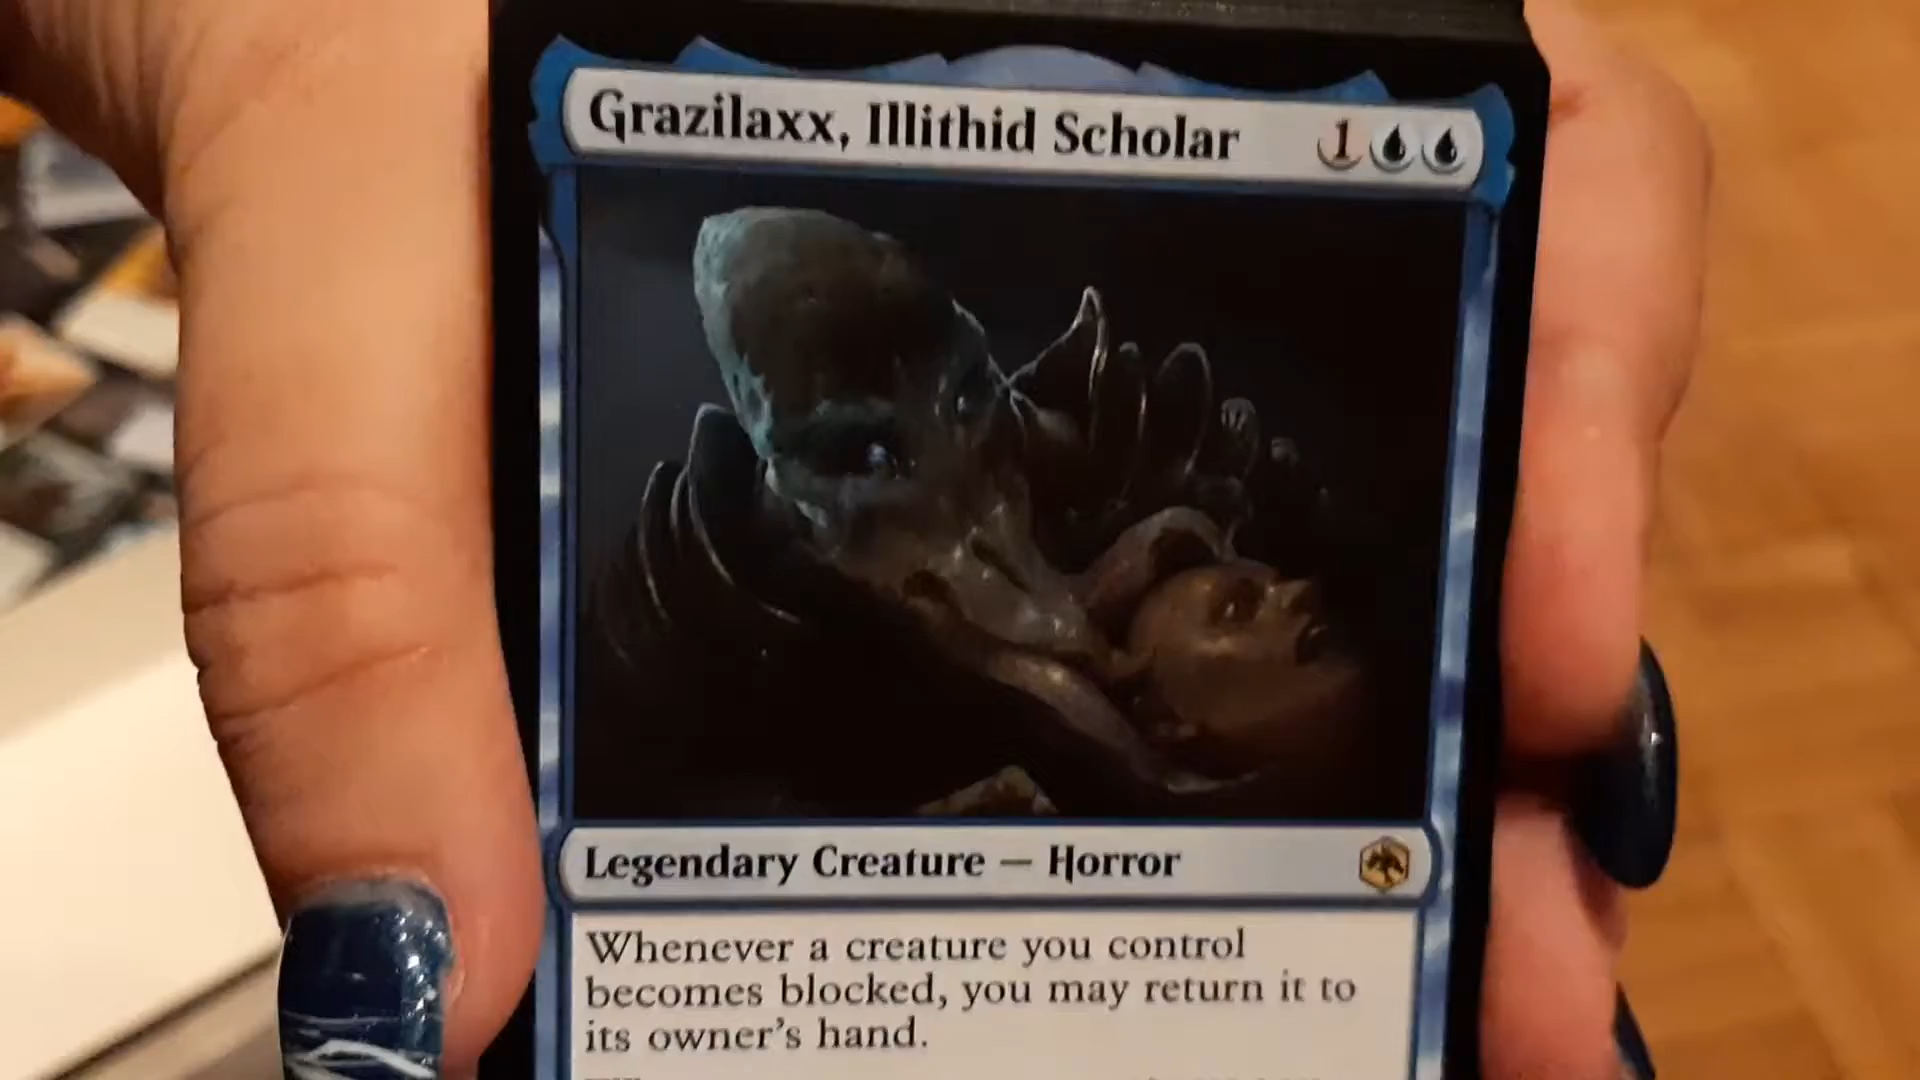 Grazilaxx, Illithid Scholar 1
Legendary Creature — Horror
Whenever a creature you control
becomes blocked, you may return it to
its owner's hand.